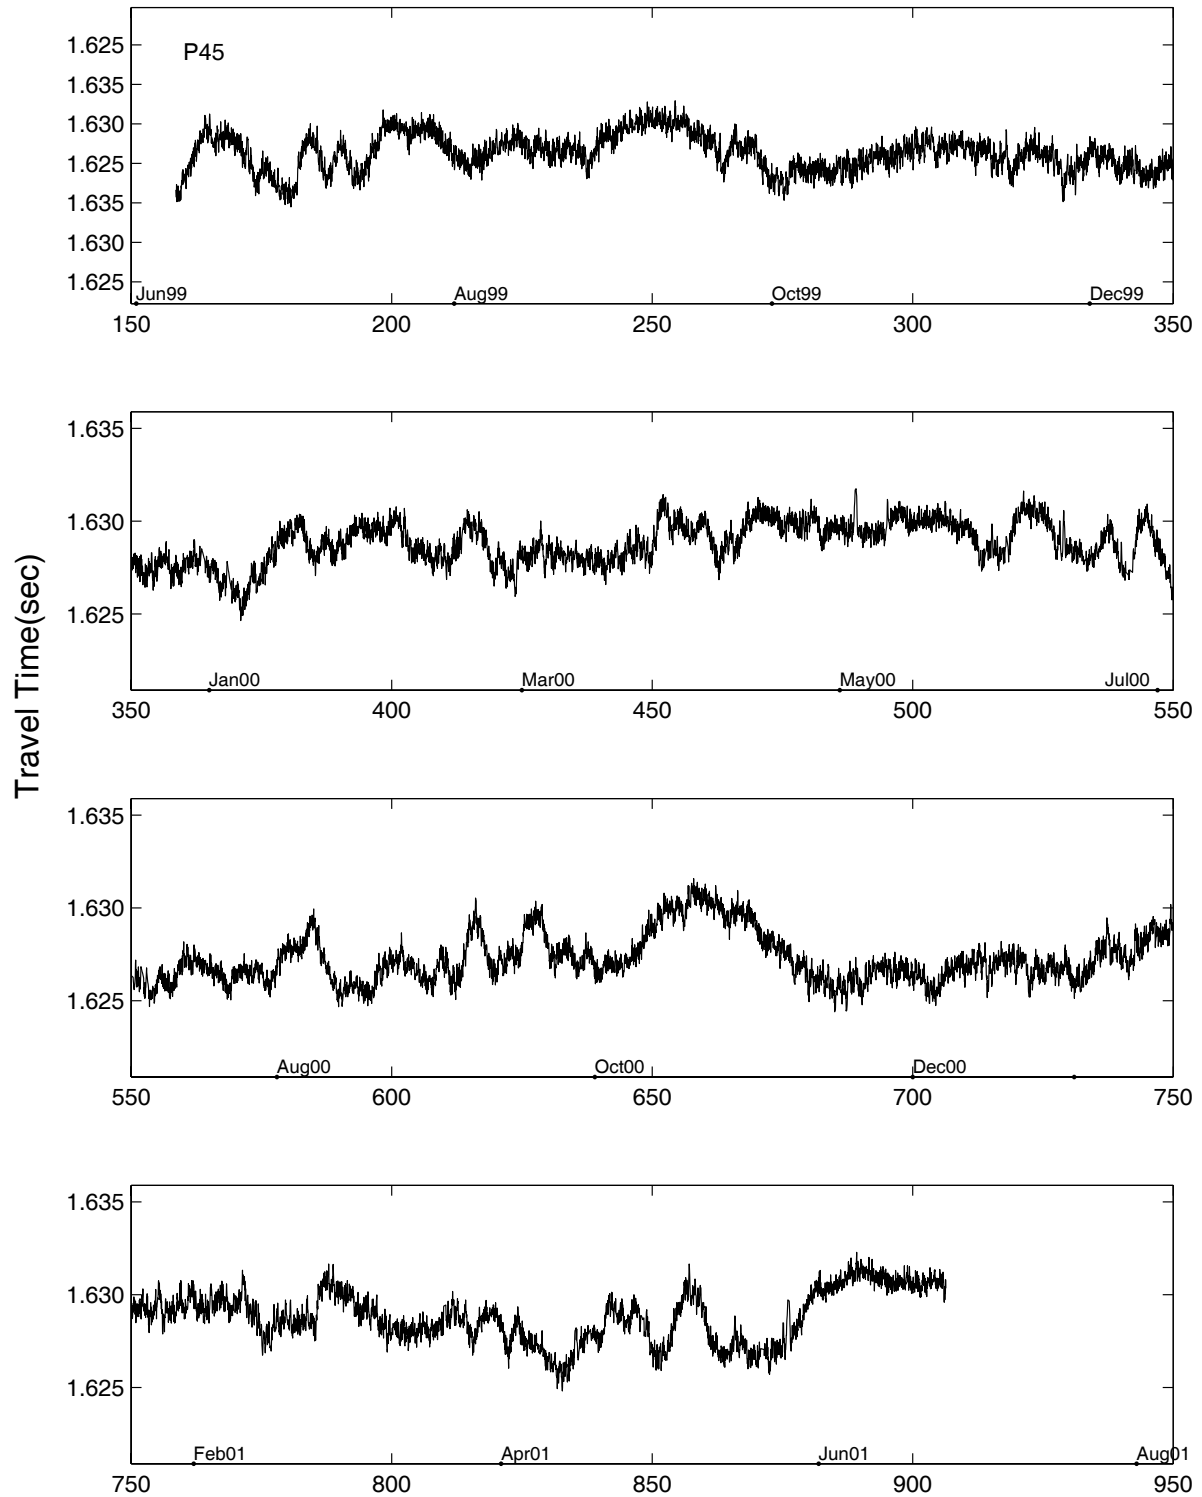 P45
1.625
1.635
1.630
1.625
1.635
1.630
1.625
Jun99 Aug99 Oct99 Dec99
150 200 250 300 350
Travel Time(sec)
1.635
1.630
1.625
Jan00 Mar00 May00 Jul00
350 400 450 500 550
1.635
1.630
1.625
Aug00 Oct00 Dec00
550 600 650 700 750
1.635
1.630
1.625
Feb01 Apr01 Jun01 Aug01
750 800 850 900 950